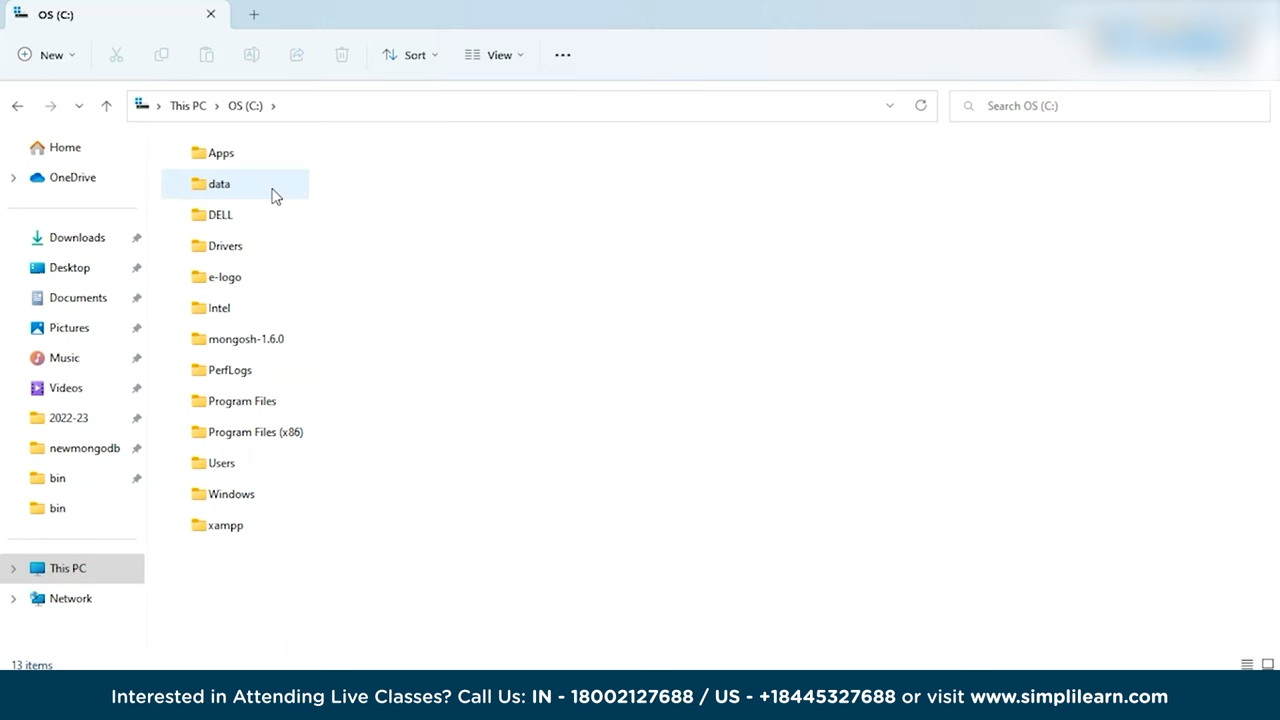 OS (C:)
New
Sort
View
This PC
OS (C:)
Search OS (C:)
Home
OneDrive
Downloads
Desktop
Documents
Pictures
Music
Videos
2022-23
newmongodb
bin
bin
This PC
Network
Apps
data
DELL
Drivers
e-logo
Intel
mongosh-1.6.0
PerfLogs
Program Files
Program Files (x86)
Users
Windows
xampp
13 items
Interested in Attending Live Classes? Call Us: IN - 18002127688 / US - +18445327688 or visit www.simplilearn.com